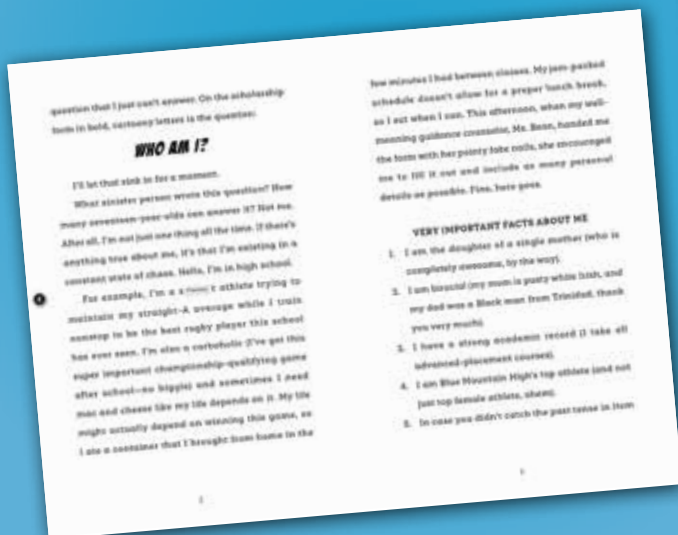 question that I just can't answer. On the scholarship
form in bold, cartoony letters is the question:
WHO AM I?
I'll let that sink in for a moment.
What sinister person wrote this question? How
many seventeen-year-olds can answer it? Not me.
After all, I'm not just one thing all the time. If there's
anything true about me, it's that I'm existing in a
constant state of chaos. Hello, I'm in high school.
For example, I'm a t athlete trying to
maintain my straight-A average while I train
nonstop to be the best rugby player this school
has ever seen. I'm also a carboholic (I've got this
super important championship-qualifying game
after school—no biggie) and sometimes I need
mac and cheese like my life depends on it. My life
might actually depend on winning this game, so
I ate a container that I brought from home in the
few minutes I had between classes. My jam-packed
schedule doesn't allow for a proper lunch break,
so I eat when I can. This afternoon, when my well-
meaning guidance counselor, Ms. Bean, handed me
the form with her pointy fake nails, she encouraged
me to fill it out and include as many personal
details as possible. Fine, here goes.
VERY IMPORTANT FACTS ABOUT ME
1. I am the daughter of a single mother (who is
completely awesome, by the way).
2. I am biracial (my mom is pasty white Irish, and
my dad was a Black man from Trinidad, thank
you very much).
3. I have a strong academic record (I take all
advanced-placement courses).
4. I am Blue Mountain High's top athlete (and not
just top female athlete, ahem).
5. In case you didn't catch the past tense in item